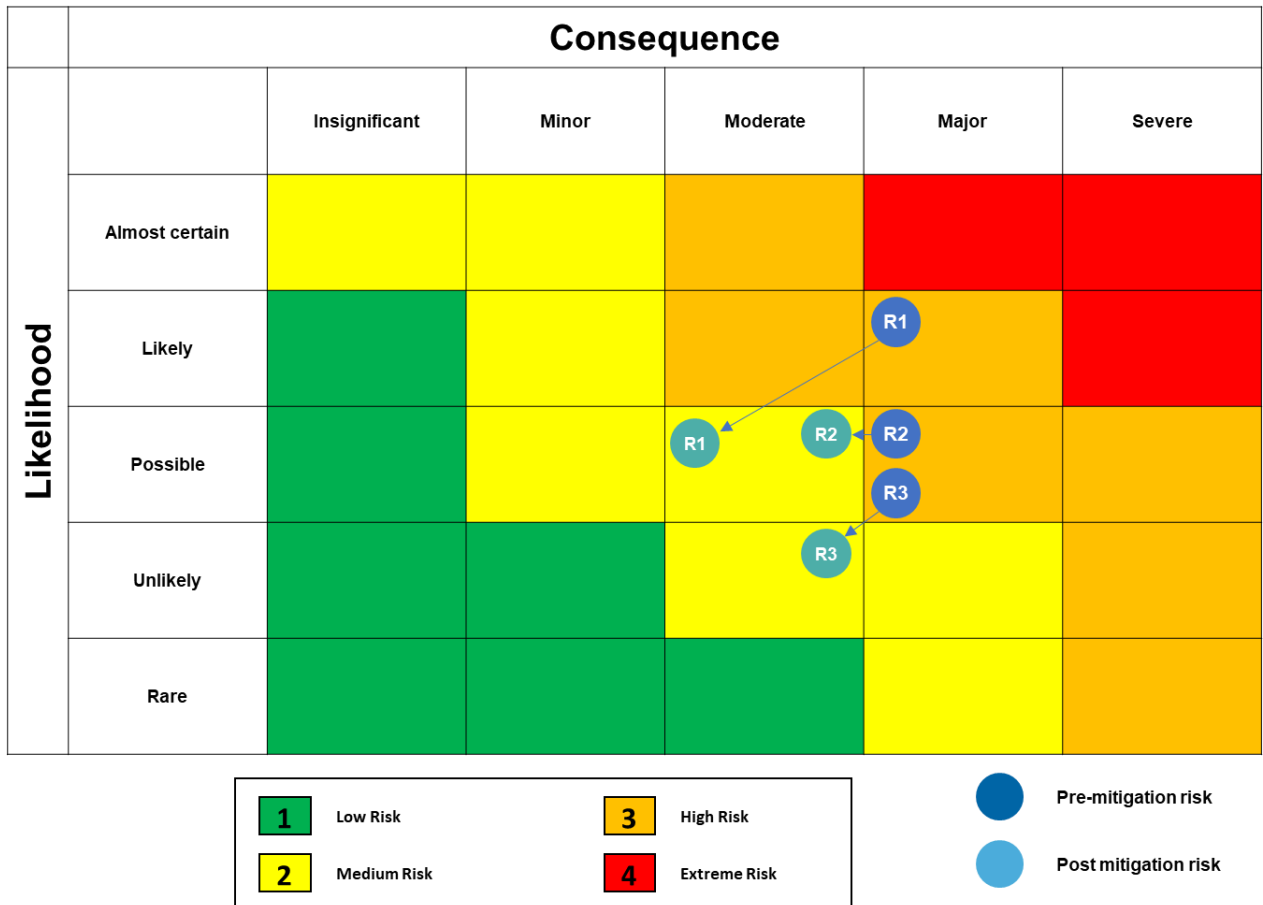 Consequence
Likelihood
Insignificant
Minor
Moderate
Major
Severe
Almost certain
Likely
R1
Possible
R1
R2
R2
R3
Unlikely
R3
Rare
1 Low Risk
3 High Risk
Pre-mitigation risk
2 Medium Risk
4 Extreme Risk
Post mitigation risk